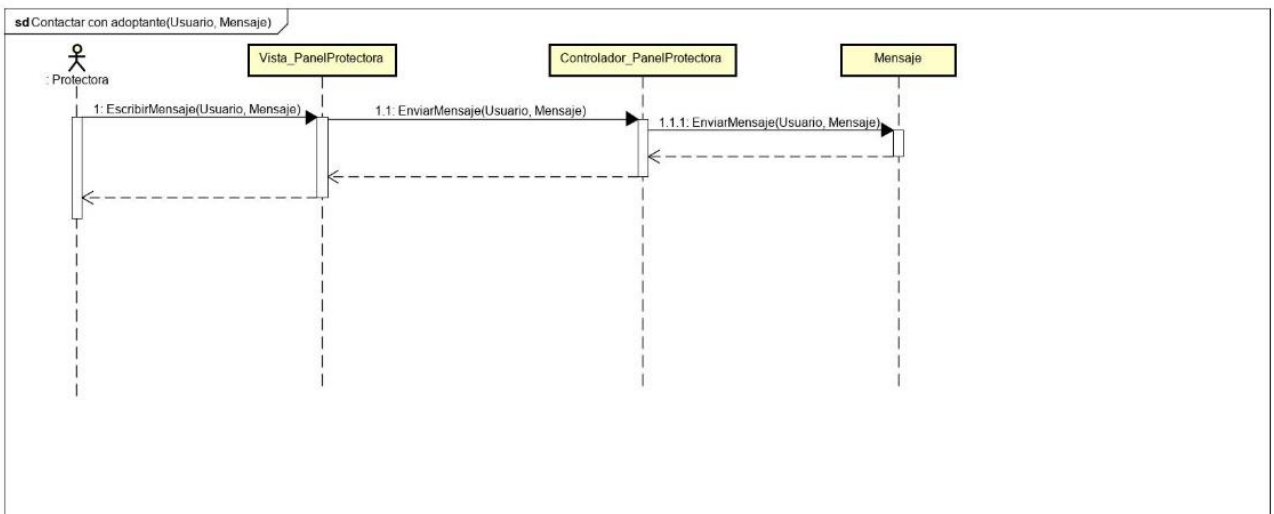 sd Contactar con adoptante(Usuario, Mensaje)
: Protectora
Vista_PanelProtectora
Controlador_PanelProtectora
Mensaje
1: EscribirMensaje(Usuario, Mensaje)
1.1: EnviarMensaje(Usuario, Mensaje)
1.1.1: EnviarMensaje(Usuario, Mensaje)